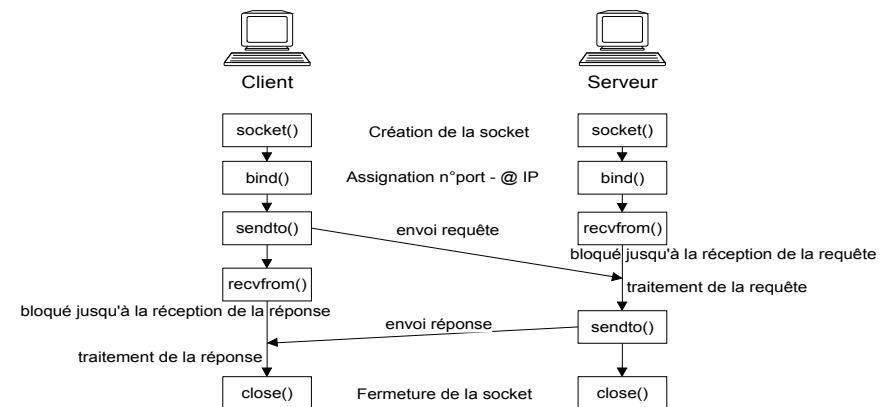 Client
Serveur
socket()
Création de la socket
socket()
bind()
Assignation n°port - @ IP
bind()
sendto()
envoi requête
recvfrom()
bloqué jusqu'à la réception de la requête
recvfrom()
traitement de la requête
bloqué jusqu'à la réception de la réponse
envoi réponse
sendto()
traitement de la réponse
close()
Fermeture de la socket
close()